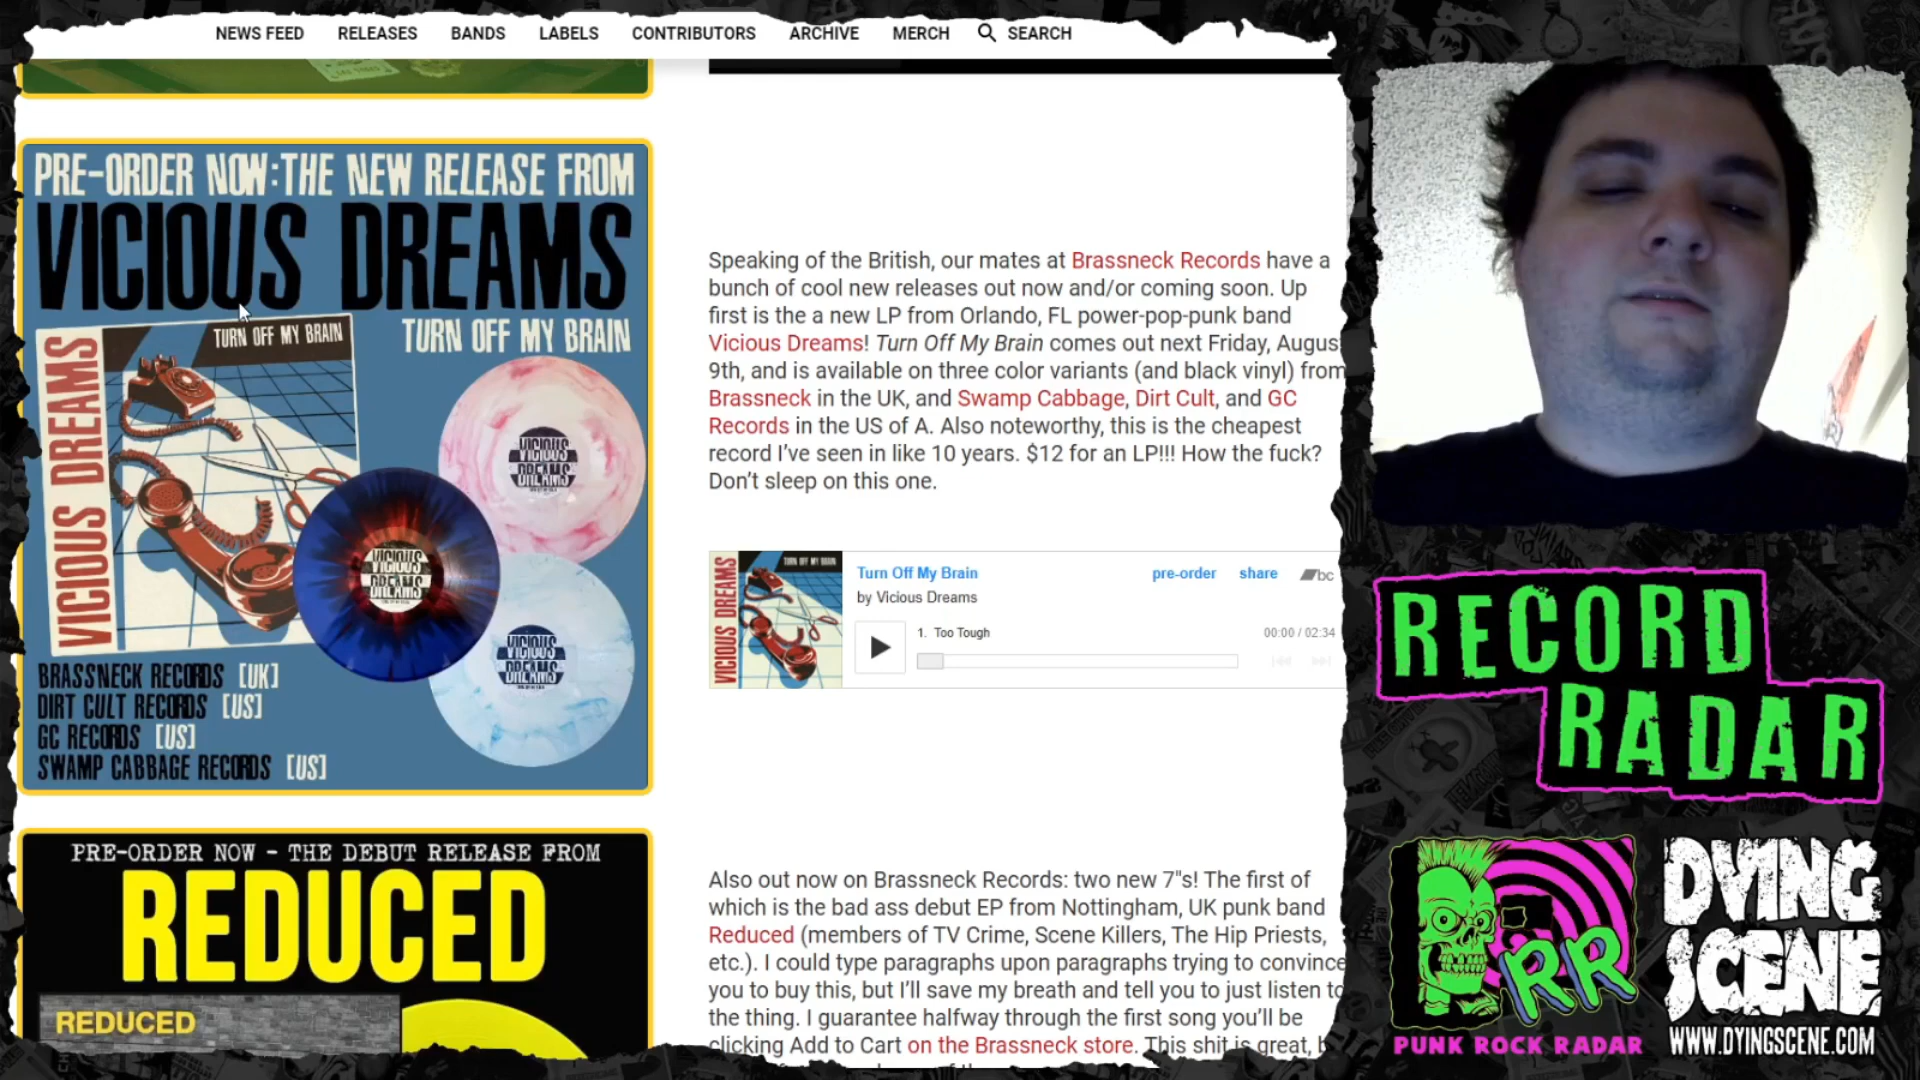 NEWS FEED RELEASES BANDS LABELS CONTRIBUTORS ARCHIVE MERCH SEARCH
PRE-ORDER NOW:THE NEW RELEASE FROM
VICIOUS DREAMS
TURN OFF MY BRAIN
TURN OFF MY BRAIN
VICIOUS DREAMS
VICIOUS
DREAMS
VICIOUS
DREAMS
VICIOUS
DREAMS
BRASSNECK RECORDS [UK]
DIRT CULT RECORDS [US]
GC RECORDS [US]
SWAMP CABBAGE RECORDS [US]
PRE-ORDER NOW - THE DEBUT RELEASE FROM
REDUCED
REDUCED
Speaking of the British, our mates at Brassneck Records have a
bunch of cool new releases out now and/or coming soon. Up
first is the a new LP from Orlando, FL power-pop-punk band
Vicious Dreams! Turn Off My Brain comes out next Friday, Augus
9th, and is available on three color variants (and black vinyl) from
Brassneck in the UK, and Swamp Cabbage, Dirt Cult, and GC
Records in the US of A. Also noteworthy, this is the cheapest
record I've seen in like 10 years. $12 for an LP!!! How the fuck?
Don't sleep on this one.
TURN OFF MY BRAIN
VICIOUS DREAMS
Turn Off My Brain pre-order share bc
by Vicious Dreams
1. Too Tough 00:00 / 02:34
Also out now on Brassneck Records: two new 7"s! The first of
which is the bad ass debut EP from Nottingham, UK punk band
Reduced (members of TV Crime, Scene Killers, The Hip Priests,
etc.). I could type paragraphs upon paragraphs trying to convince
you to buy this, but I'll save my breath and tell you to just listen to
the thing. I guarantee halfway through the first song you'll be
clicking Add to Cart on the Brassneck store. This shit is great, b
RECORD
RADAR
RR
PUNK ROCK RADAR
DYING
SCENE
WWW.DYINGSCENE.COM